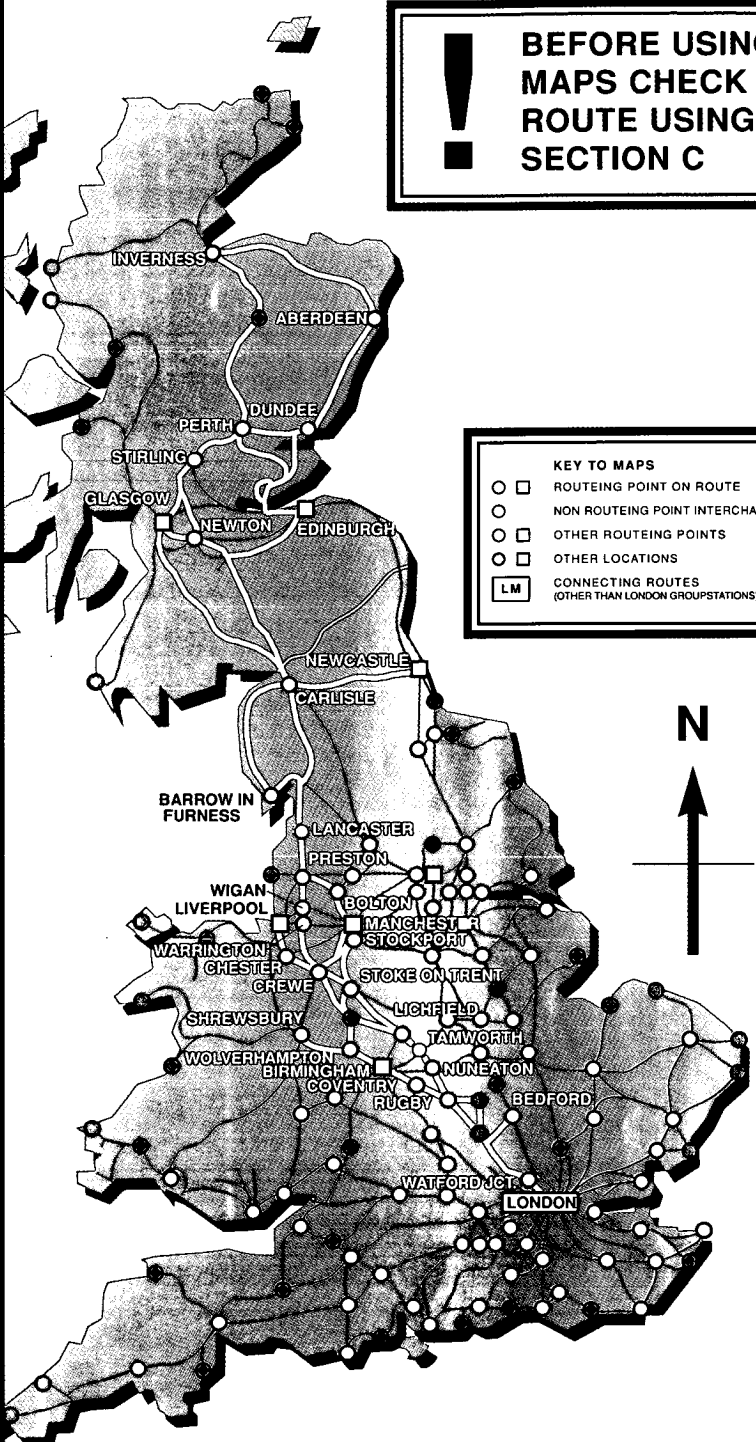 BEFORE USING
MAPS CHECK
ROUTE USING
SECTION C
INVERNESS
ABERDEEN
DUNDEE
PERTH
STIRLING
GLASGOW
NEWTON
EDINBURGH
KEY TO MAPS
ROUTEING POINT ON ROUTE
NON ROUTEING POINT INTERCHA
OTHER ROUTEING POINTS
OTHER LOCATIONS
LM CONNECTING ROUTES
(OTHER THAN LONDON GROUPSTATIONS
NEWCASTLE
CARLISLE
N
BARROW IN
FURNESS
LANCASTER
PRESTON
WIGAN
BOLTON
LIVERPOOL
MANCHESTER
STOCKPORT
WARRINGTON
CHESTER
CREWE
STOKE ON TRENT
LICHFIELD
SHREWSBURY
TAMWORTH
WOLVERHAMPTON
BIRMINGHAM
NUNEATON
COVENTRY
RUGBY
BEDFORD
WATFORD JCT.
LONDON